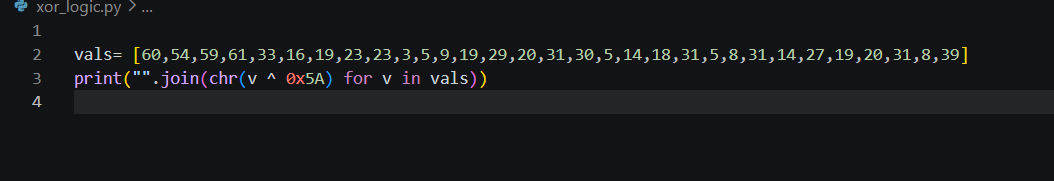 xor_logic.py > ...
1
2 vals= [60,54,59,61,33,16,19,23,23,3,5,9,19,29,20,31,30,5,14,18,31,5,8,31,14,27,19,20,31,8,39]
3 print("".join(chr(v ^ 0x5A) for v in vals))
4